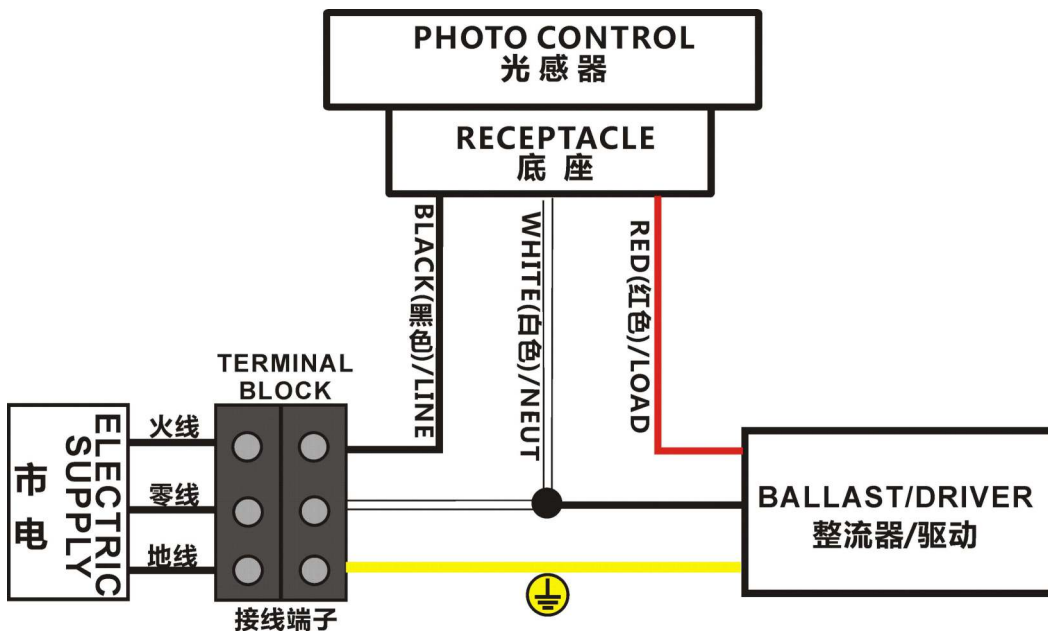 PHOTO CONTROL
光感器
RECEPTACLE
底座
BLACK(黑色)/LINE
WHITE(白色)/NEUT
RED(红色)/LOAD
TERMINAL
BLOCK
市电
ELECTRIC
SUPPLY
火线
零线
地线
接线端子
BALLAST/DRIVER
整流器/驱动